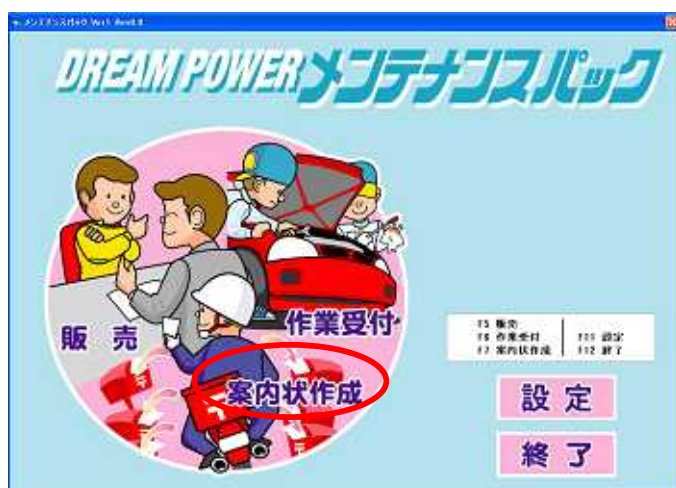 DREAM POWER メンテナンスパック
販売
作業受付
案内状作成
F5 販売
F6 作業受付 F11 設定
F7 案内状作成 F12 終了
設定
終了